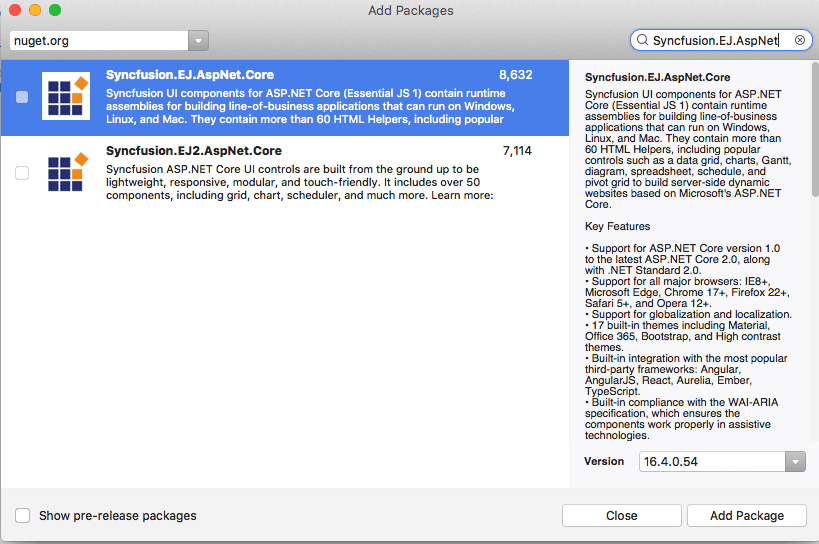 Add Packages
nuget.org
Syncfusion.EJ.AspNet
Syncfusion.EJ.AspNet.Core 8,632
Syncfusion UI components for ASP.NET Core (Essential JS 1) contain runtime
assemblies for building line-of-business applications that can run on Windows,
Linux, and Mac. They contain more than 60 HTML Helpers, including popular
Syncfusion.EJ2.AspNet.Core 7,114
Syncfusion ASP.NET Core UI controls are built from the ground up to be
lightweight, responsive, modular, and touch-friendly. It includes over 50
components, including grid, chart, scheduler, and much more. Learn more:
Syncfusion.EJ.AspNet.Core
Syncfusion UI components for ASP.NET
Core (Essential JS 1) contain runtime
assemblies for building line-of-business
applications that can run on Windows,
Linux, and Mac. They contain more than
60 HTML Helpers, including popular
controls such as a data grid, charts, Gantt,
diagram, spreadsheet, schedule, and
pivot grid to build server-side dynamic
websites based on Microsoft's ASP.NET
Core.
Key Features
• Support for ASP.NET Core version 1.0
to the latest ASP.NET Core 2.0, along
with .NET Standard 2.0.
• Support for all major browsers: IE8+,
Microsoft Edge, Chrome 17+, Firefox 22+,
Safari 5+, and Opera 12+.
• Support for globalization and localization.
• 17 built-in themes including Material,
Office 365, Bootstrap, and High contrast
themes.
• Built-in integration with the most popular
third-party frameworks: Angular,
AngularJS, React, Aurelia, Ember,
TypeScript.
• Built-in compliance with the WAI-ARIA
specification, which ensures the
components work properly in assistive
technologies.
Version 16.4.0.54
Show pre-release packages
Close
Add Package